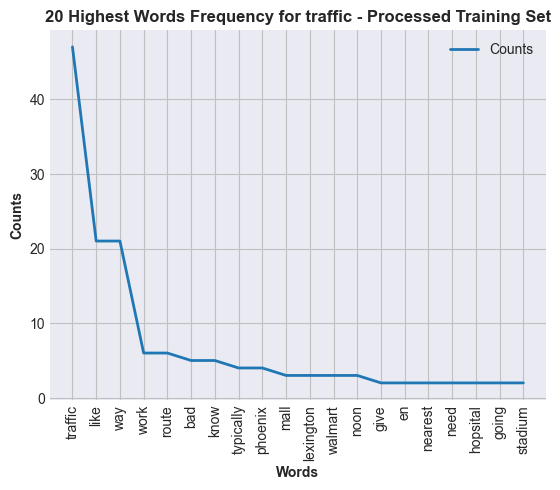 20 Highest Words Frequency for traffic - Processed Training Set
Counts
40
30
20
10
0
Counts
traffic
like
way
work
route
bad
know
typically
phoenix
mall
lexington
walmart
noon
give
en
nearest
need
hopsital
going
stadium
Words